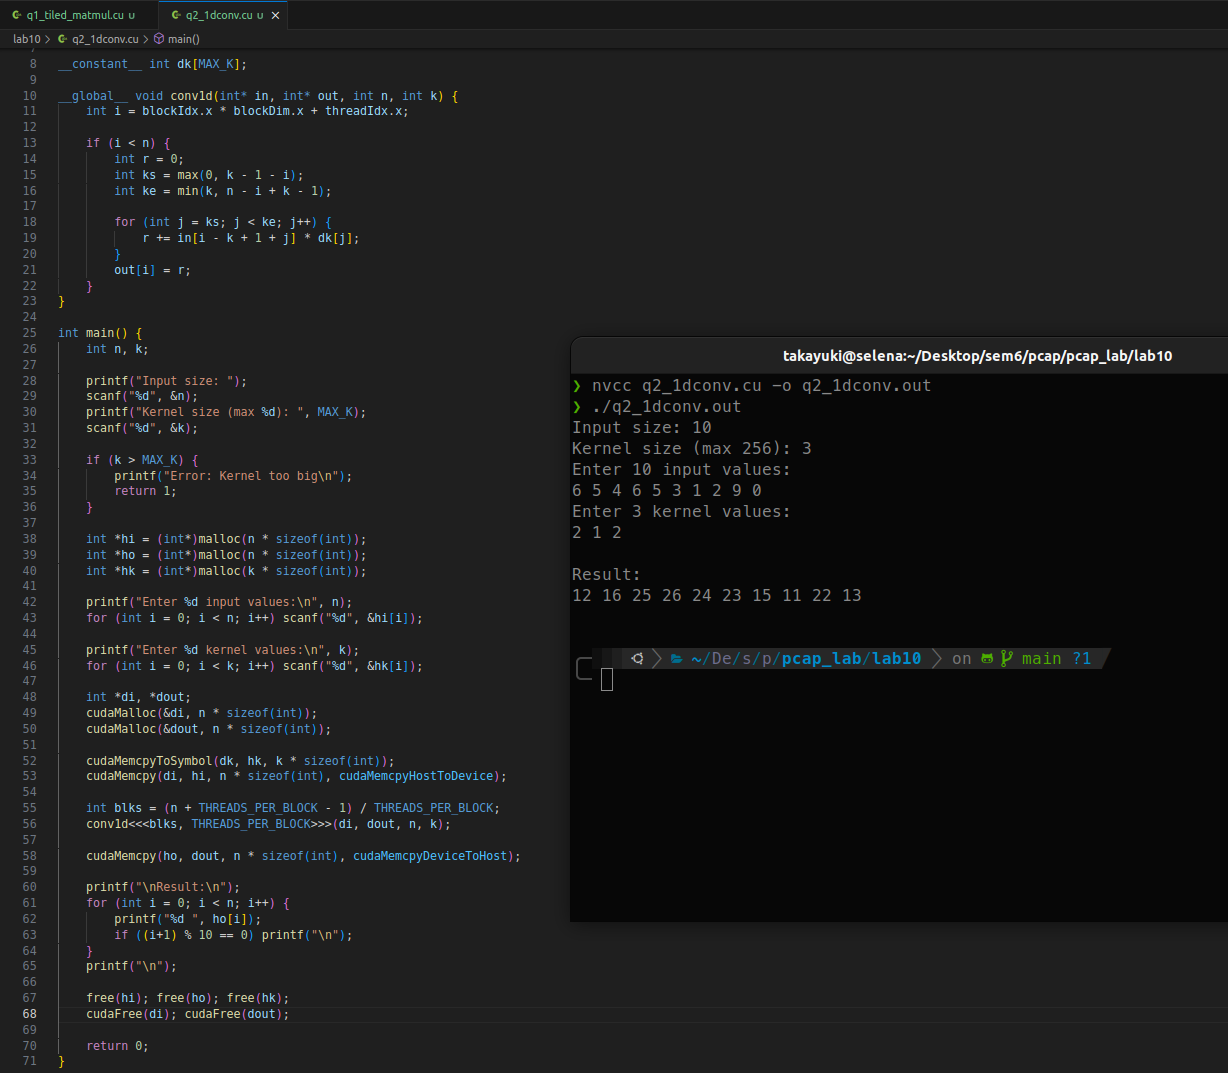 q1_tiled_matmul.cu U
q2_1dconv.cu U
lab10 > q2_1dconv.cu > main()
7
8 __constant__ int dk[MAX_K];
9
10 __global__ void conv1d(int* in, int* out, int n, int k) {
11 int i = blockIdx.x * blockDim.x + threadIdx.x;
12
13 if (i < n) {
14 int r = 0;
15 int ks = max(0, k - 1 - i);
16 int ke = min(k, n - i + k - 1);
17
18 for (int j = ks; j < ke; j++) {
19 r += in[i - k + 1 + j] * dk[j];
20 }
21 out[i] = r;
22 }
23 }
24
25 int main() {
26 int n, k;
27
28 printf("Input size: ");
29 scanf("%d", &n);
30 printf("Kernel size (max %d): ", MAX_K);
31 scanf("%d", &k);
32
33 if (k > MAX_K) {
34 printf("Error: Kernel too big\n");
35 return 1;
36 }
37
38 int *hi = (int*)malloc(n * sizeof(int));
39 int *ho = (int*)malloc(n * sizeof(int));
40 int *hk = (int*)malloc(k * sizeof(int));
41
42 printf("Enter %d input values:\n", n);
43 for (int i = 0; i < n; i++) scanf("%d", &hi[i]);
44
45 printf("Enter %d kernel values:\n", k);
46 for (int i = 0; i < k; i++) scanf("%d", &hk[i]);
47
48 int *di, *dout;
49 cudaMalloc(&di, n * sizeof(int));
50 cudaMalloc(&dout, n * sizeof(int));
51
52 cudaMemcpyToSymbol(dk, hk, k * sizeof(int));
53 cudaMemcpy(di, hi, n * sizeof(int), cudaMemcpyHostToDevice);
54
55 int blks = (n + THREADS_PER_BLOCK - 1) / THREADS_PER_BLOCK;
56 conv1d<<<blks, THREADS_PER_BLOCK>>>(di, dout, n, k);
57
58 cudaMemcpy(ho, dout, n * sizeof(int), cudaMemcpyDeviceToHost);
59
60 printf("\nResult:\n");
61 for (int i = 0; i < n; i++) {
62 printf("%d ", ho[i]);
63 if ((i+1) % 10 == 0) printf("\n");
64 }
65 printf("\n");
66
67 free(hi); free(ho); free(hk);
68 cudaFree(di); cudaFree(dout);
69
70 return 0;
71 }
takayuki@selena:~/Desktop/sem6/pcap/pcap_lab/lab10
❯ nvcc q2_1dconv.cu -o q2_1dconv.out
❯ ./q2_1dconv.out
Input size: 10
Kernel size (max 256): 3
Enter 10 input values:
6 5 4 6 5 3 1 2 9 0
Enter 3 kernel values:
2 1 2
Result:
12 16 25 26 24 23 15 11 22 13
~/De/s/p/pcap_lab/lab10 on main ?1